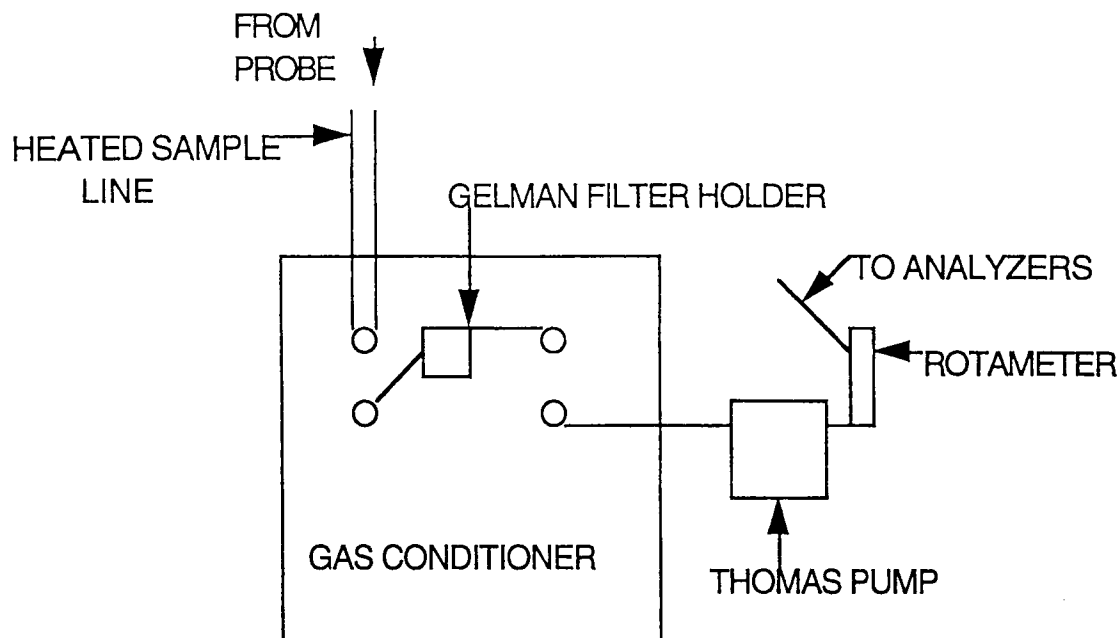 FROM
PROBE
HEATED SAMPLE
LINE
GELMAN FILTER HOLDER
TO ANALYZERS
ROTAMETER
GAS CONDITIONER
THOMAS PUMP